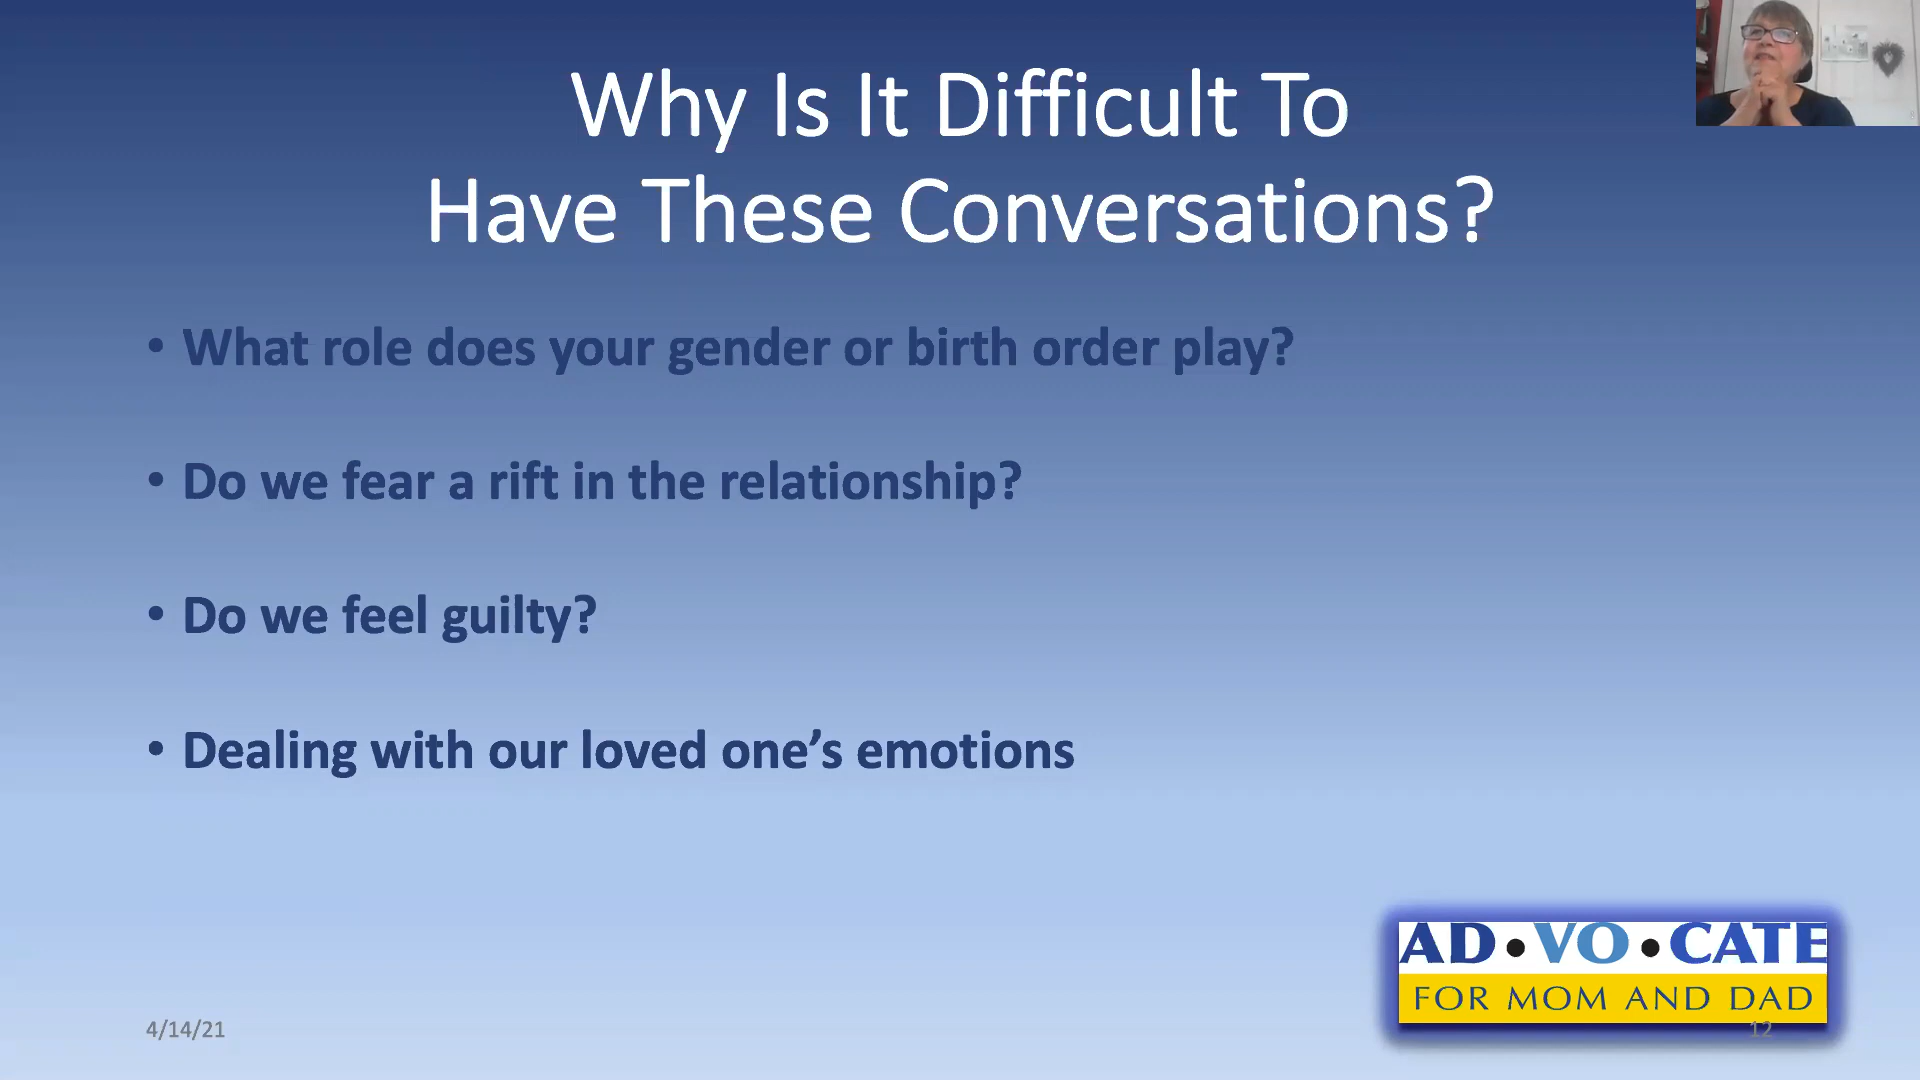 Why Is It Difficult To
Have These Conversations?
• What role does your gender or birth order play?
• Do we fear a rift in the relationship?
• Do we feel guilty?
• Dealing with our loved one’s emotions
AD•VO•CATE
FOR MOM AND DAD
4/14/21
12